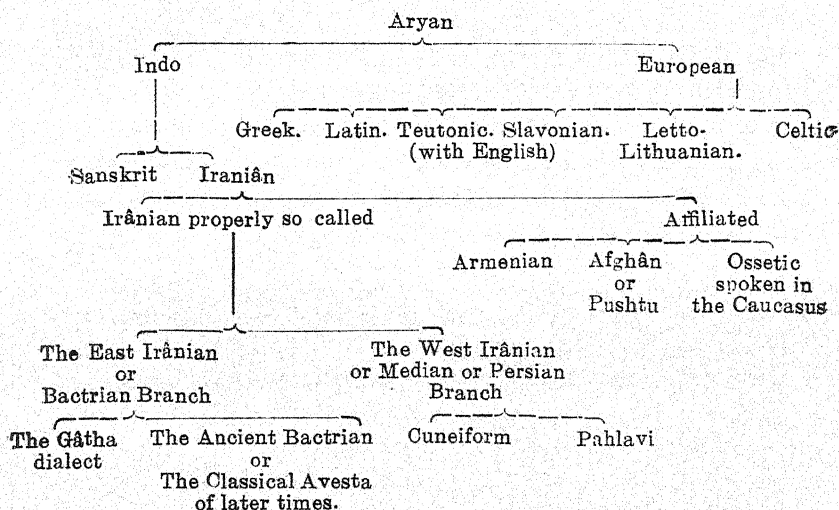 Aryan
Indo European
Greek. Latin. Teutonic. Slavonian. Letto- Celtic
(with English) Lithuanian.
Sanskrit Iraniân
Irânian properly so called Affiliated
Armenian Afghân Ossetic
or spoken in
Pushtu the Caucasus
The East Irânian The West Irânian
or or Median or Persian
Bactrian Branch Branch
The Gâtha The Ancient Bactrian Cuneiform Pahlavi
dialect or
The Classical Avesta
of later times.